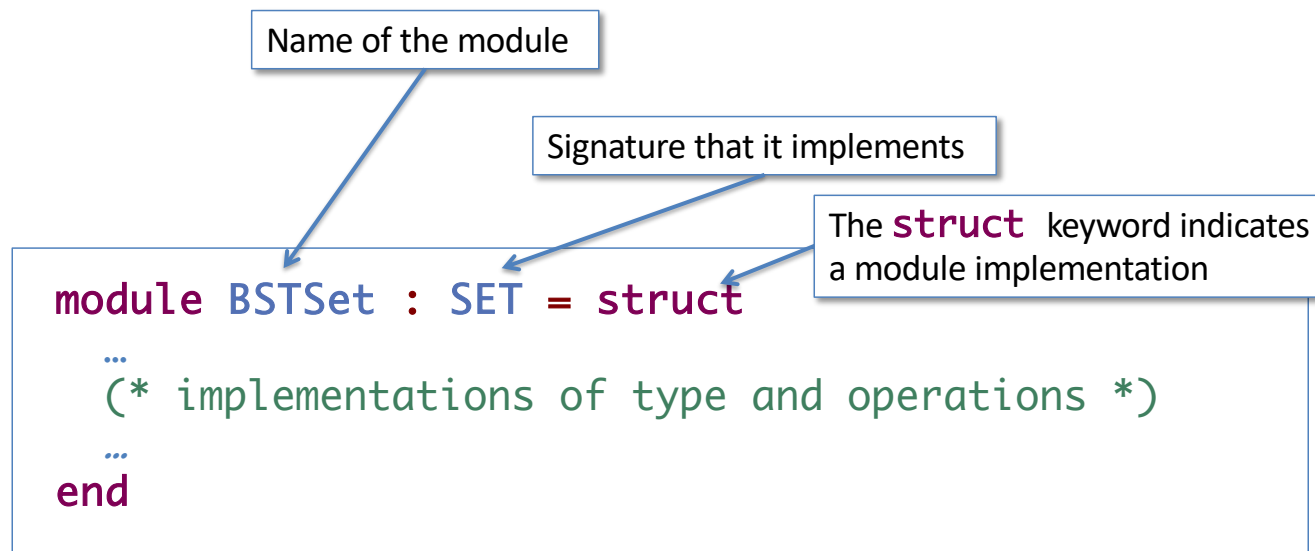 Name of the module
Signature that it implements
The struct keyword indicates
a module implementation
module BSTSet : SET = struct
…
(* implementations of type and operations *)
…
end